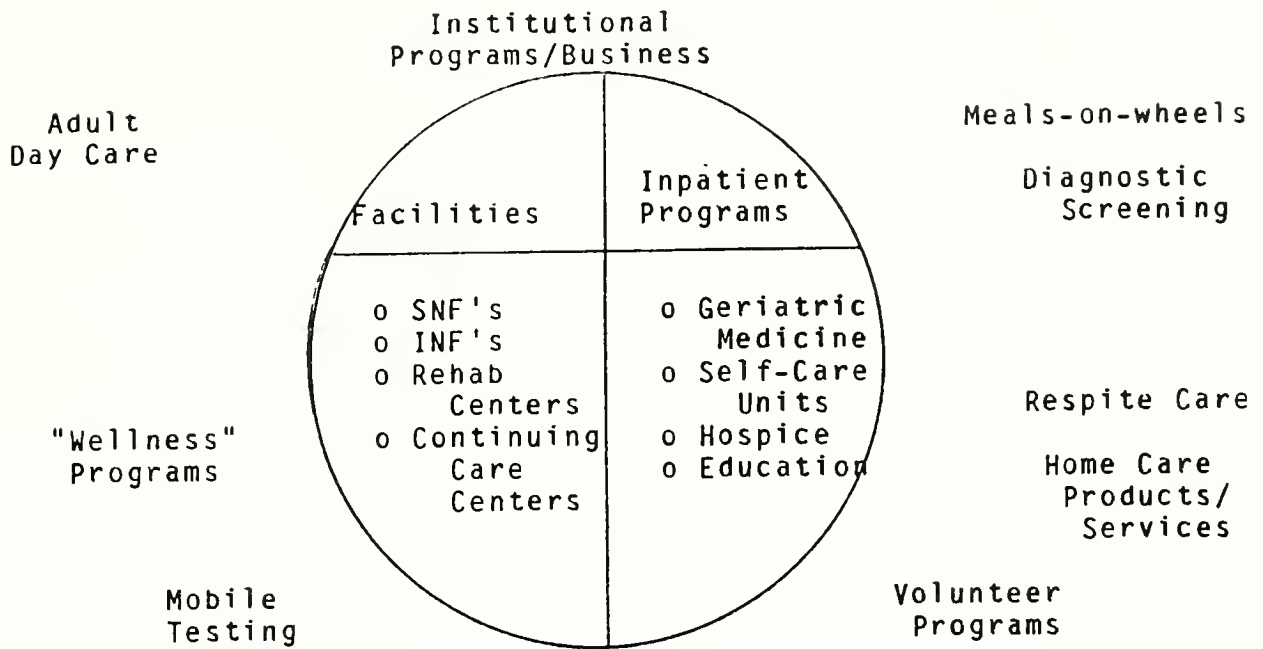 Institutional
Programs/Business
Adult
Day Care
Meals-on-wheels
Diagnostic
Screening
Facilities
Inpatient
Programs
o SNF's
o INF's
o Rehab
Centers
o Continuing
Care
Centers
o Geriatric
Medicine
o Self-Care
Units
o Hospice
o Education
"Wellness"
Programs
Respite Care
Home Care
Products/
Services
Mobile
Testing
Volunteer
Programs